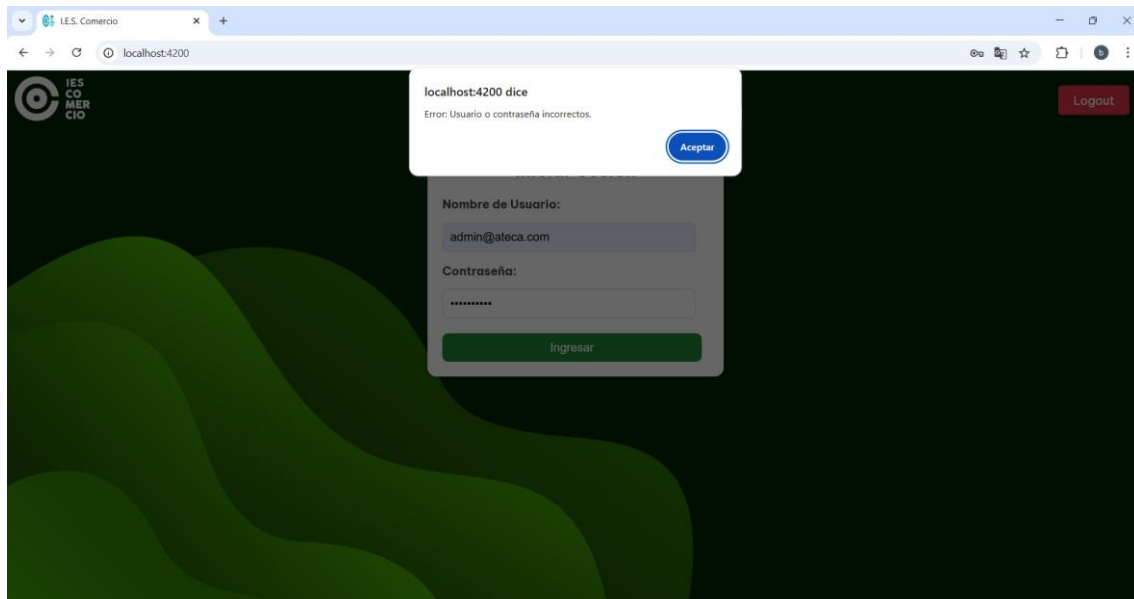 I.E.S. Comercio
localhost:4200
IES
CO
MER
CIO
localhost:4200 dice
Error: Usuario o contraseña incorrectos.
Aceptar
Logout
Nombre de Usuario:
admin@ateca.com
Contraseña:
••••••••••
Ingresar